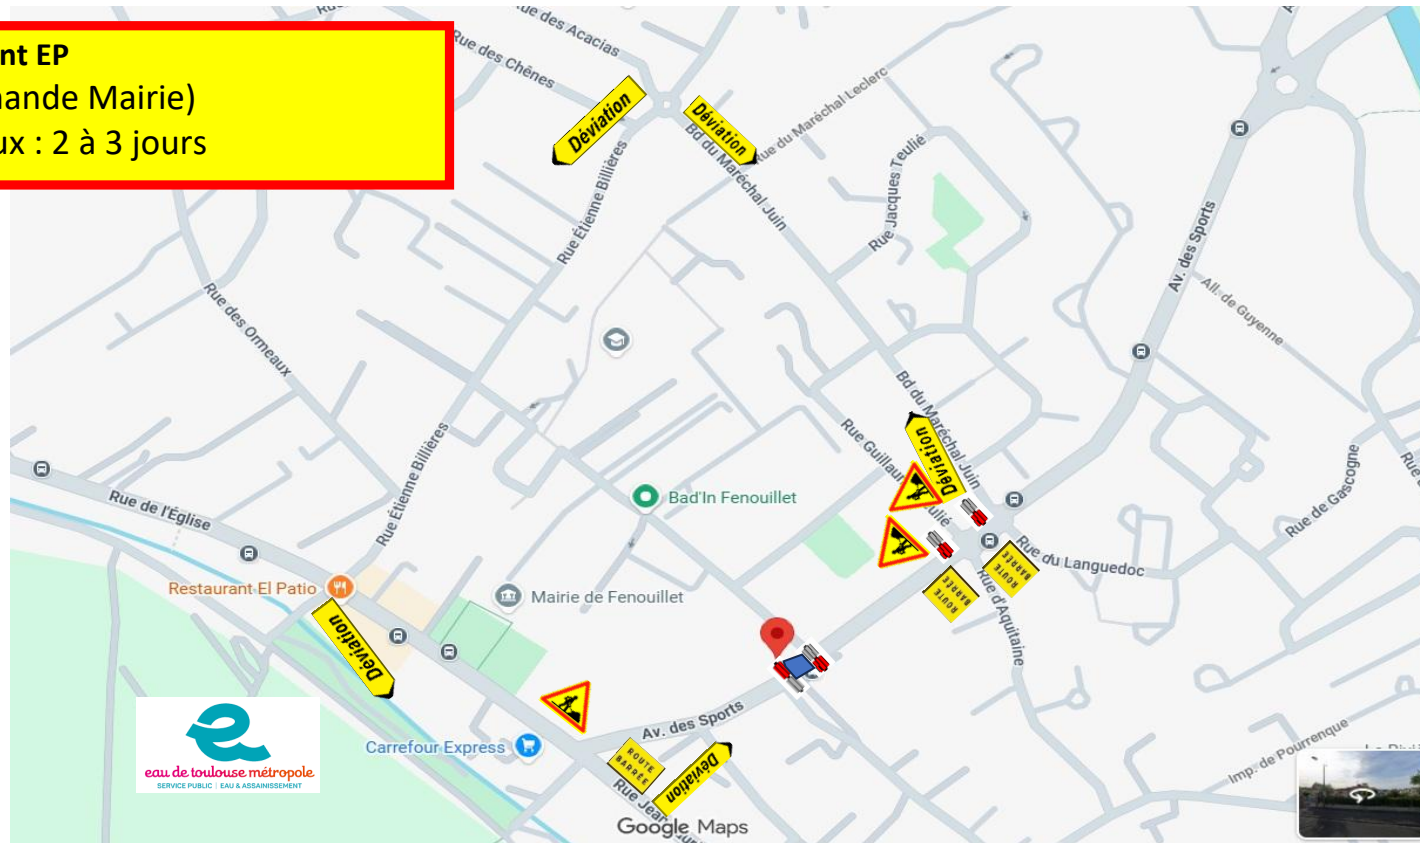 nt EP
ande Mairie)
ux : 2 à 3 jours
Rue des Acacias
Rue des Chênes
Déviation
Déviation
Bd du Maréchal Juin
Rue du Maréchal Leclerc
Rue Étienne Billières
Rue Jacques Teulié
Av. des Sports
All. de Guyenne
Rue des Ormeaux
Bd du Maréchal Juin
Déviation
Rue Étienne Billières
Rue de l'Église
Bad'In Fenouillet
Rue de Gascogne
Rue du Languedoc
ROUTE
BARRÉE
ROUTE
BARRÉE
Rue d'Aquitaine
Restaurant El Patio
Mairie de Fenouillet
Déviation
Av. des Sports
Carrefour Express
ROUTE
BARRÉE
Déviation
Imp. de Pourrenque
eau de toulouse métropole
SERVICE PUBLIC | EAU & ASSAINISSEMENT
Google Maps